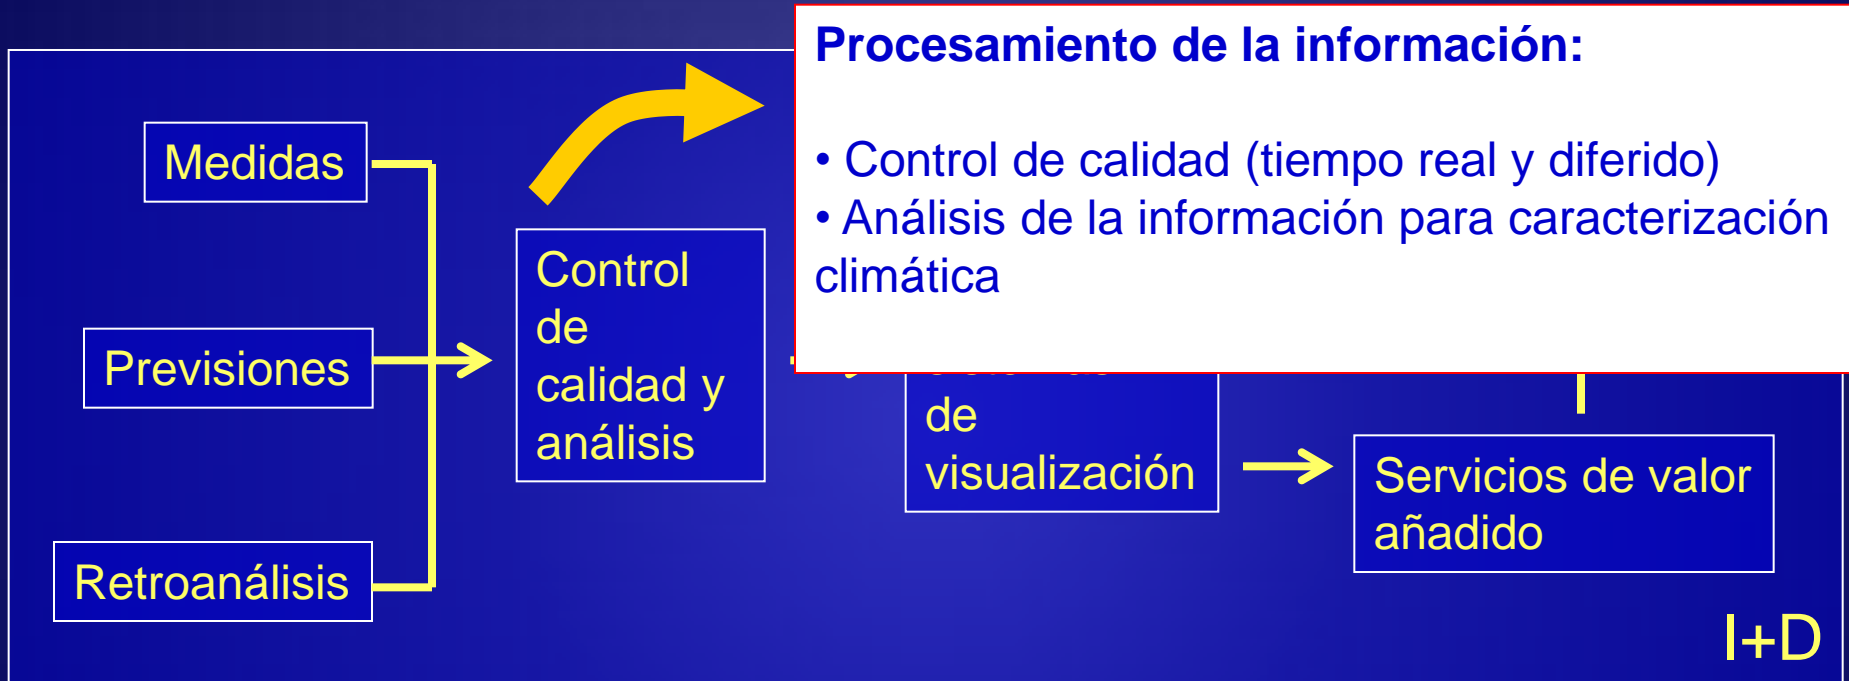 Procesamiento de la información:
• Control de calidad (tiempo real y diferido)
• Análisis de la información para caracterización
climática
Medidas
Previsiones
Retroanálisis
Control
de
calidad y
análisis
de
visualización
Servicios de valor
añadido
I+D